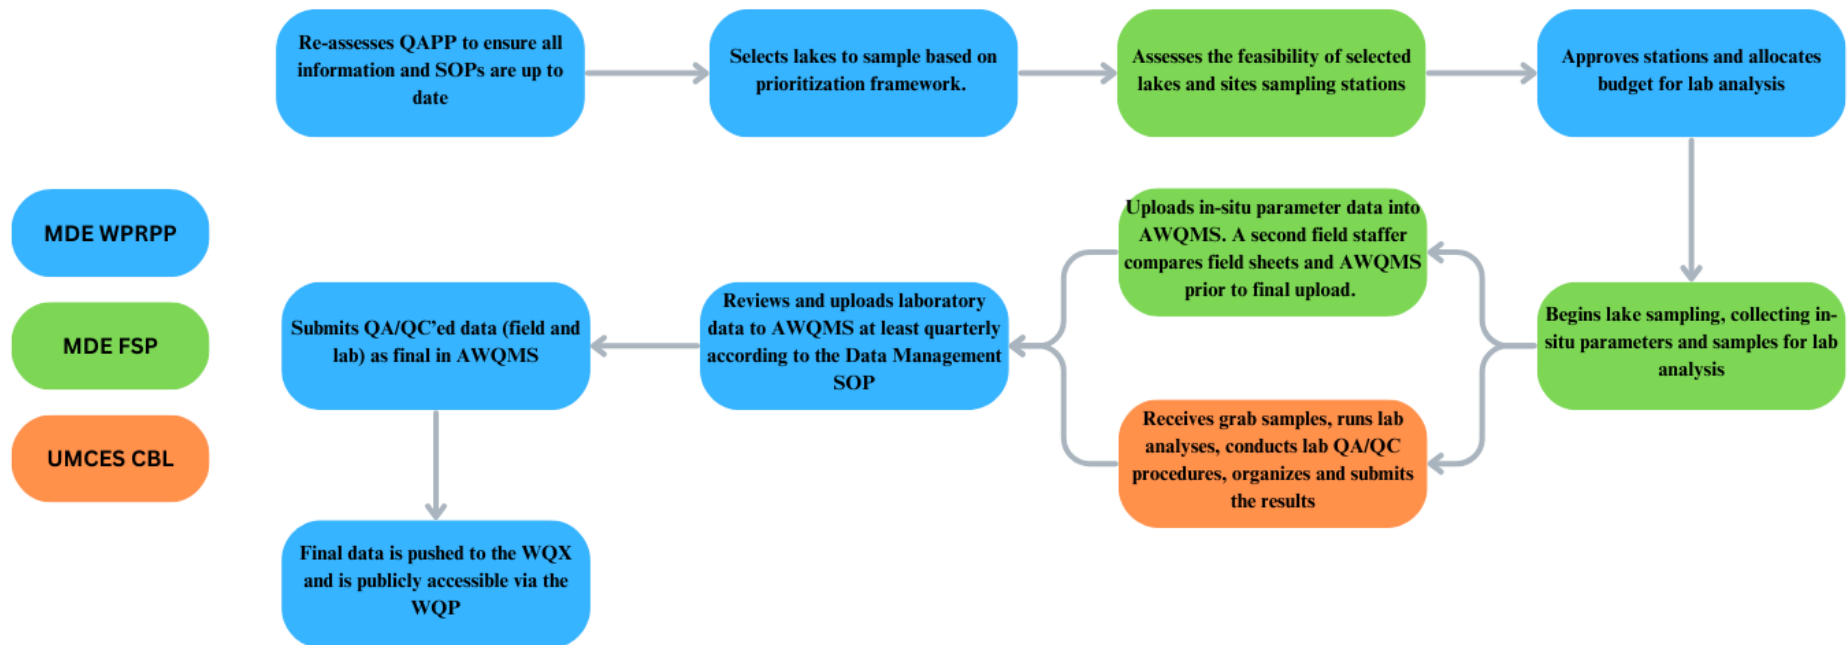 Re-assesses QAPP to ensure all
information and SOPs are up to
date
Selects lakes to sample based on
prioritization framework.
Assesses the feasibility of selected
lakes and sites sampling stations
Approves stations and allocates
budget for lab analysis
MDE WPRPP
MDE FSP
UMCES CBL
Begins lake sampling, collecting in-
situ parameters and samples for lab
analysis
Uploads in-situ parameter data into
AWQMS. A second field staffer
compares field sheets and AWQMS
prior to final upload.
Receives grab samples, runs lab
analyses, conducts lab QA/QC
procedures, organizes and submits
the results
Reviews and uploads laboratory
data to AWQMS at least quarterly
according to the Data Management
SOP
Submits QA/QC’ed data (field and
lab) as final in AWQMS
Final data is pushed to the WQX
and is publicly accessible via the
WQP